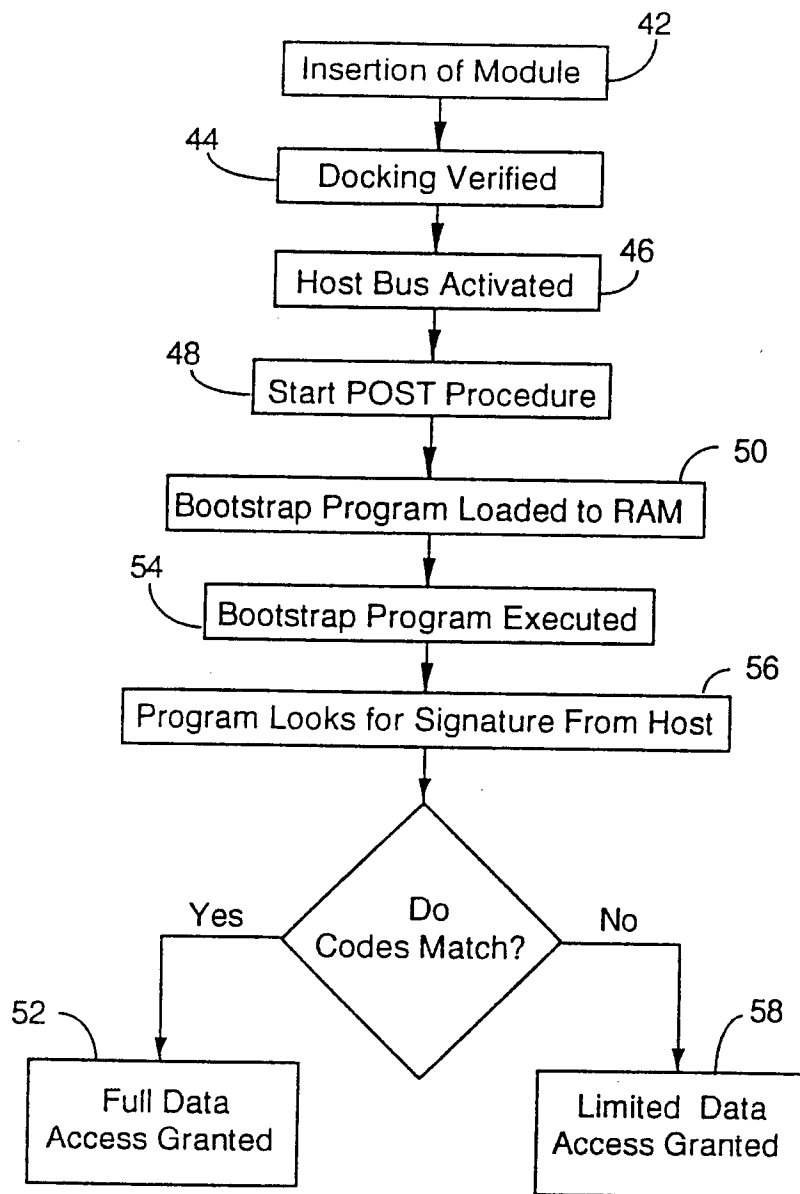 42
Insertion of Module
44
Docking Verified
46
Host Bus Activated
48
Start POST Procedure
50
Bootstrap Program Loaded to RAM
54
Bootstrap Program Executed
56
Program Looks for Signature From Host
Do
Codes Match?
Yes
No
52
Full Data
Access Granted
58
Limited Data
Access Granted